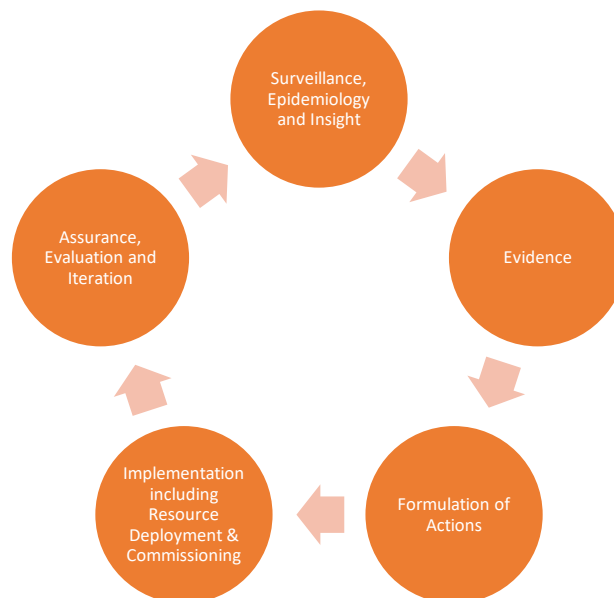 Surveillance,
Epidemiology
and Insight
Evidence
Formulation of
Actions
Implementation
including
Resource
Deployment &
Commissioning
Assurance,
Evaluation and
Iteration